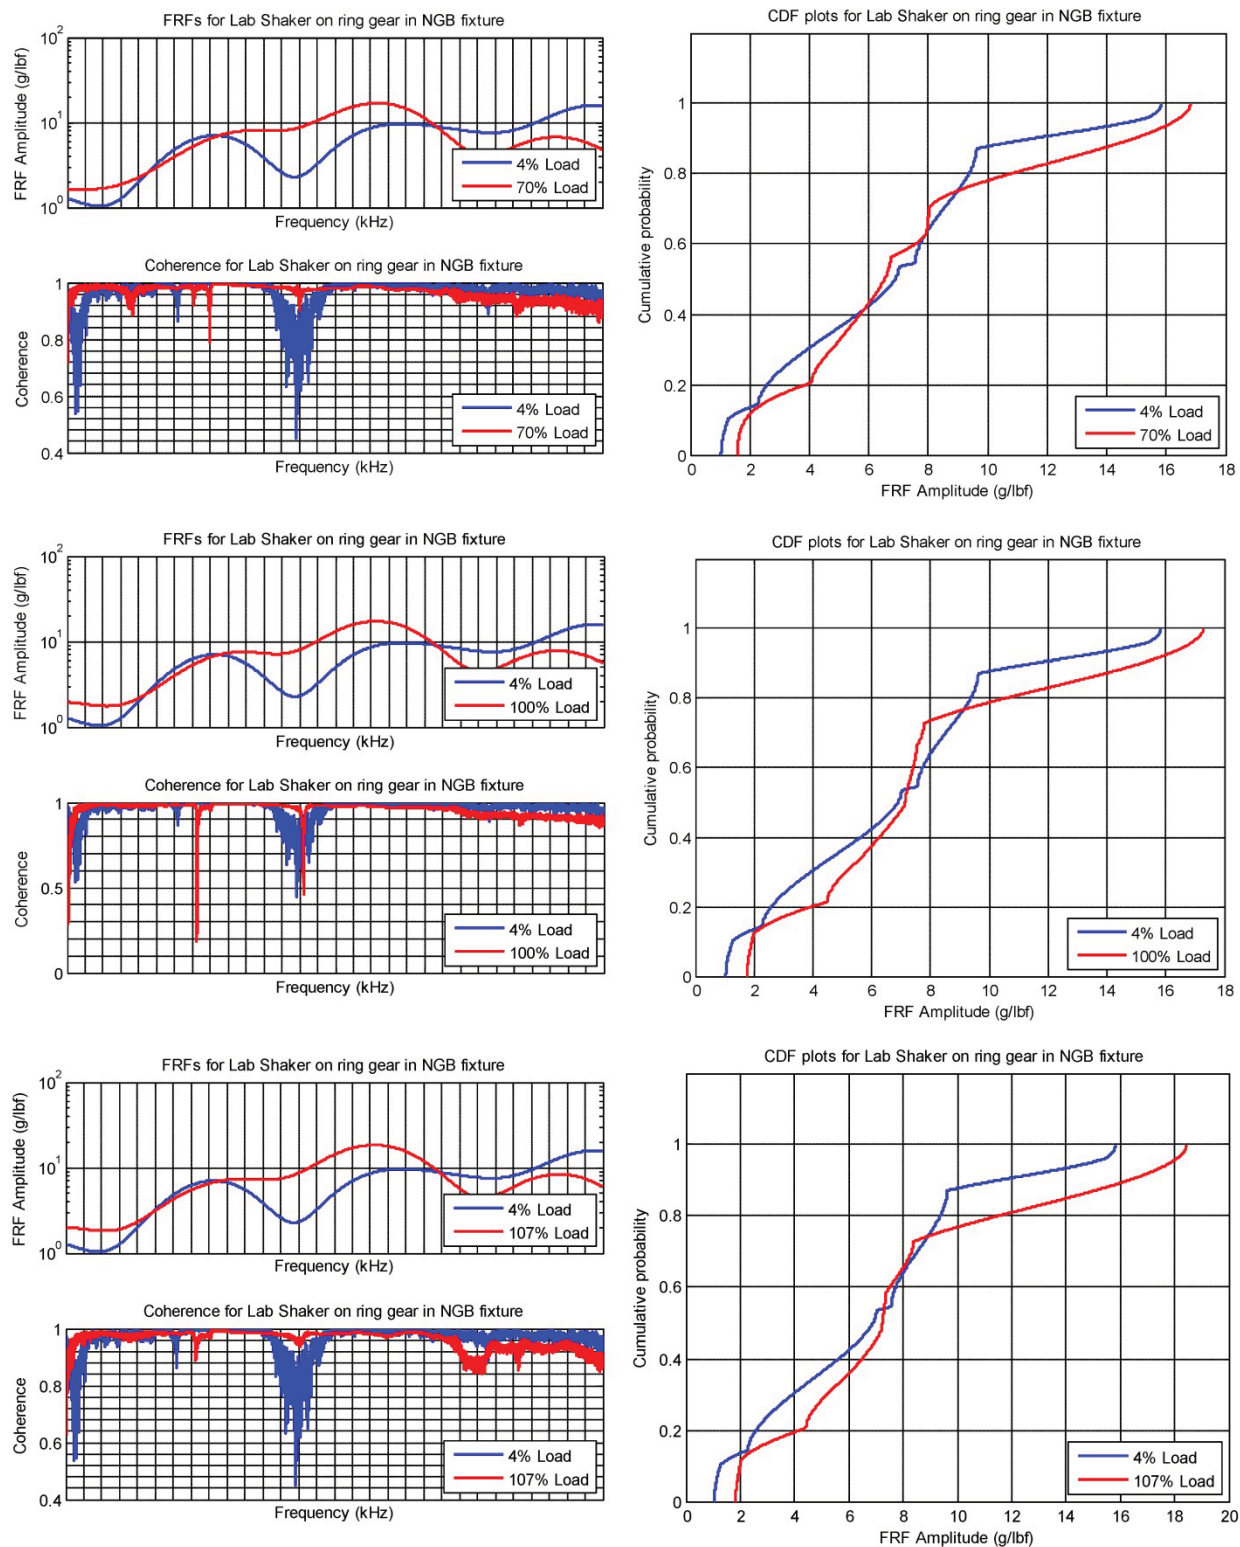 FRFs for Lab Shaker on ring gear in NGB fixture
FRF Amplitude (g/lbf)
10^2
10^1
10^0
4% Load
70% Load
Frequency (kHz)
Coherence for Lab Shaker on ring gear in NGB fixture
Coherence
1
0.8
0.6
0.4
4% Load
70% Load
Frequency (kHz)
CDF plots for Lab Shaker on ring gear in NGB fixture
Cumulative probability
1
0.8
0.6
0.4
0.2
0
4% Load
70% Load
0 2 4 6 8 10 12 14 16 18
FRF Amplitude (g/lbf)
FRFs for Lab Shaker on ring gear in NGB fixture
FRF Amplitude (g/lbf)
10^2
10^1
10^0
4% Load
100% Load
Frequency (kHz)
Coherence for Lab Shaker on ring gear in NGB fixture
Coherence
1
0.5
0
4% Load
100% Load
Frequency (kHz)
CDF plots for Lab Shaker on ring gear in NGB fixture
Cumulative probability
1
0.8
0.6
0.4
0.2
0
4% Load
100% Load
0 2 4 6 8 10 12 14 16 18
FRF Amplitude (g/lbf)
FRFs for Lab Shaker on ring gear in NGB fixture
FRF Amplitude (g/lbf)
10^2
10^1
10^0
4% Load
107% Load
Frequency (kHz)
Coherence for Lab Shaker on ring gear in NGB fixture
Coherence
1
0.8
0.6
0.4
4% Load
107% Load
Frequency (kHz)
CDF plots for Lab Shaker on ring gear in NGB fixture
Cumulative probability
1
0.8
0.6
0.4
0.2
0
4% Load
107% Load
0 2 4 6 8 10 12 14 16 18 20
FRF Amplitude (g/lbf)